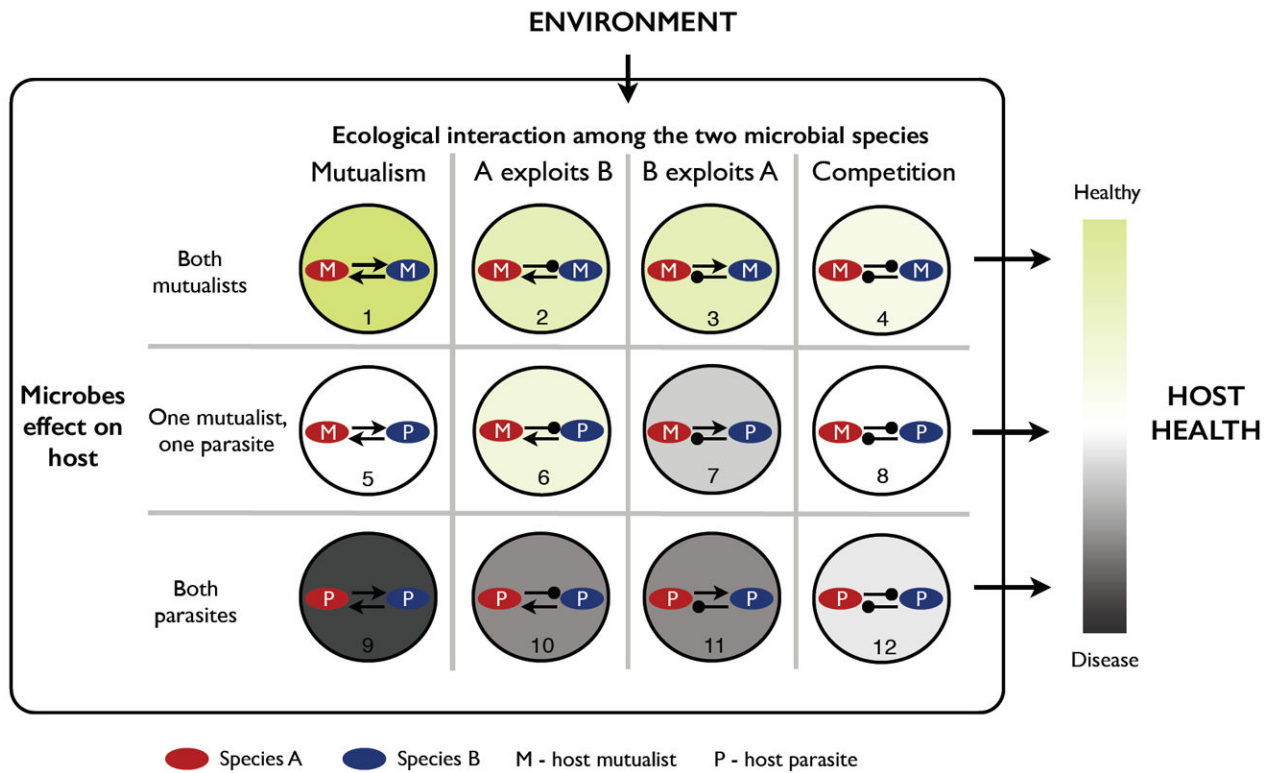 ENVIRONMENT
Ecological interaction among the two microbial species
Mutualism A exploits B B exploits A Competition
Healthy
Both
mutualists
M M M M M M M M
1 2 3 4
Microbes
effect on
host
One mutualist,
one parasite
M P M P M P M P
5 6 7 8
HOST
HEALTH
Both
parasites
P P P P P P P P
9 10 11 12
Disease
Species A Species B M - host mutualist P - host parasite